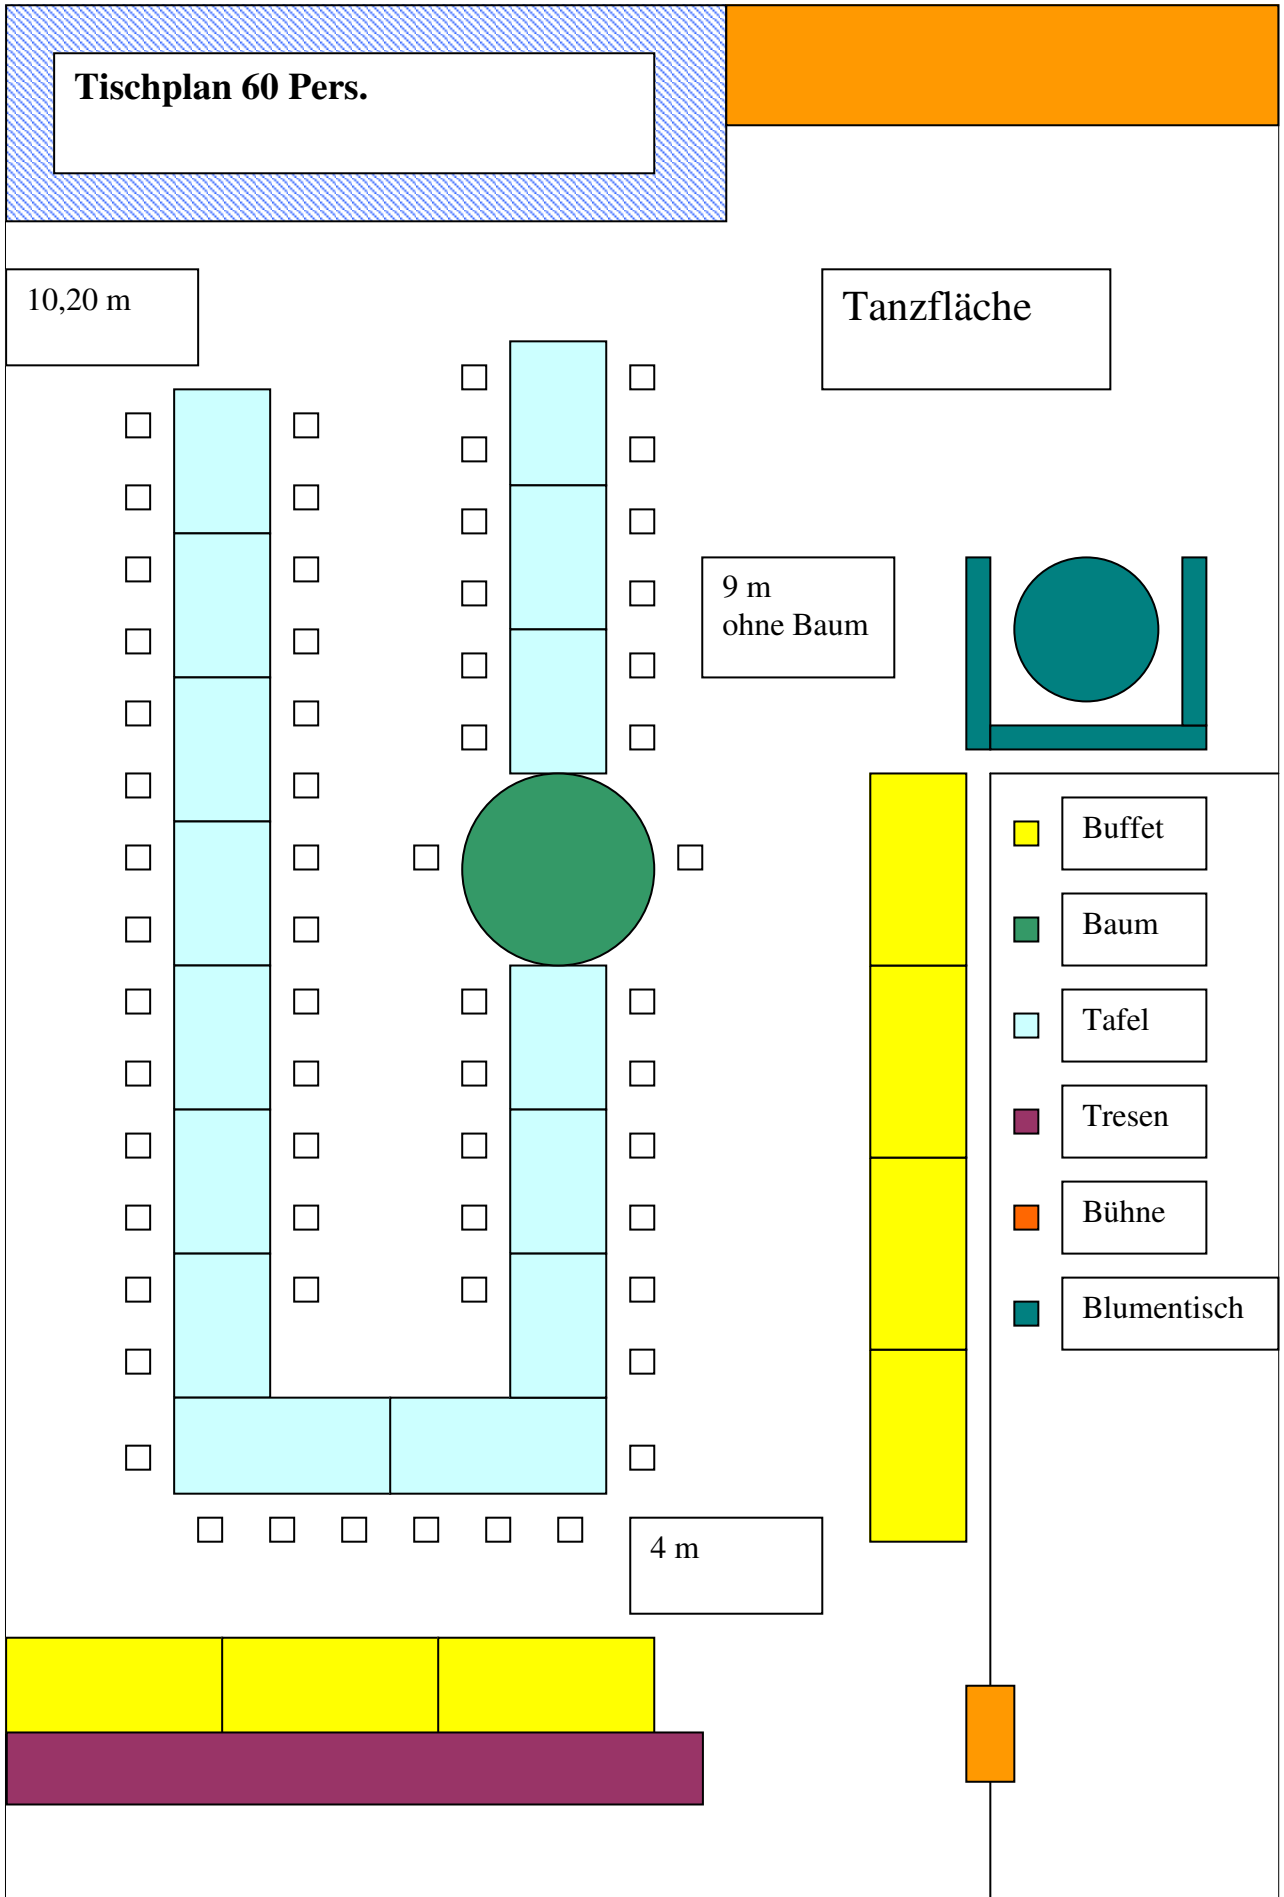 Tischplan 60 Pers.
10,20 m
Tanzfläche
9 m
ohne Baum
Buffet
Baum
Tafel
Tresen
Bühne
Blumentisch
4 m